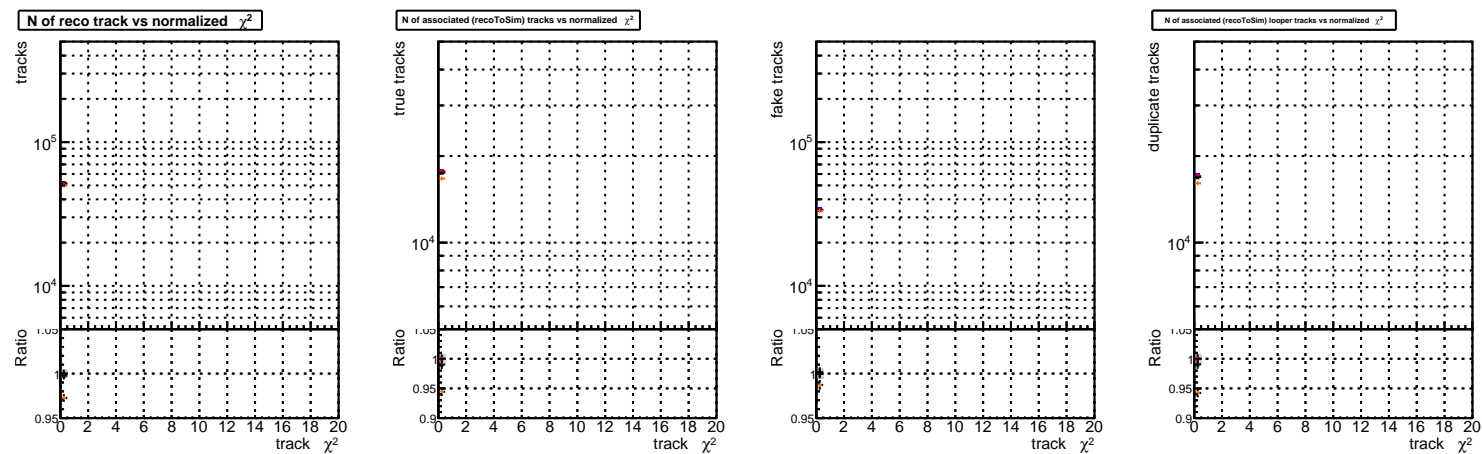 N of reco track vs normalized χ²
tracks
10⁵
10⁴
Ratio
1.05
1
0.95
0 2 4 6 8 10 12 14 16 18 20
track χ²
N of associated (recoToSim) tracks vs normalized χ²
true tracks
10⁴
Ratio
1
0.95
0.9
0 2 4 6 8 10 12 14 16 18 20
track χ²
fake tracks
10⁵
10⁴
Ratio
1.05
1
0.95
0 2 4 6 8 10 12 14 16 18 20
track χ²
N of associated (recoToSim) looper tracks vs normalized χ²
duplicate tracks
10⁴
Ratio
1
0.95
0.9
0 2 4 6 8 10 12 14 16 18 20
track χ²